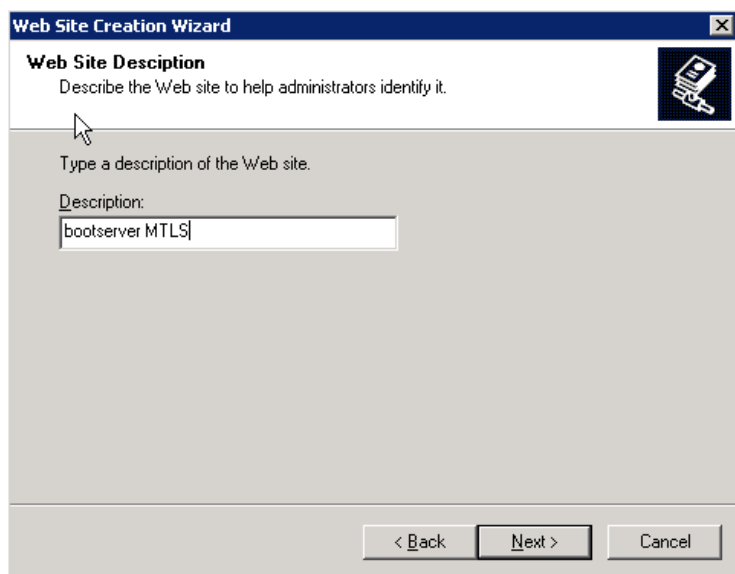 Web Site Creation Wizard
Web Site Desciption
Describe the Web site to help administrators identify it.
Type a description of the Web site.
Description:
bootserver MTLS
< Back
Next >
Cancel